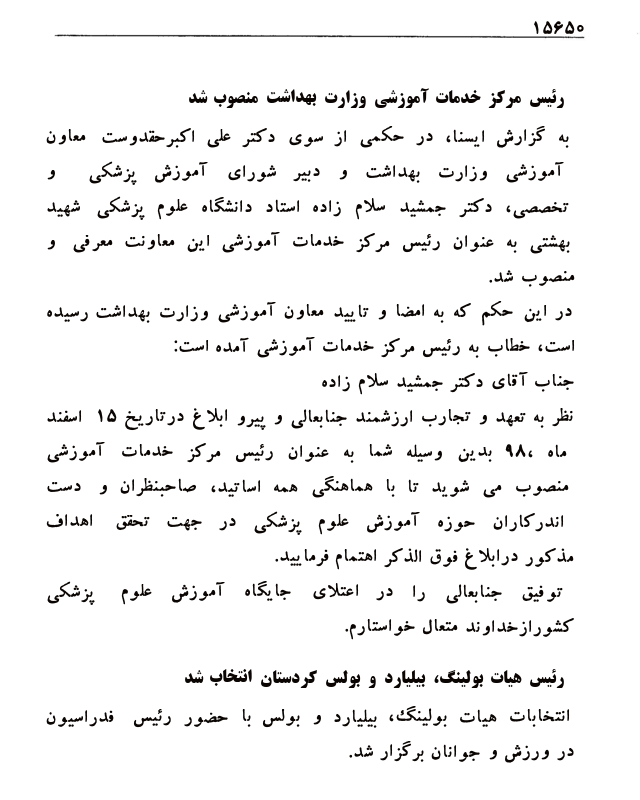 ۱۵۶۵۰
رئیس مرکز خدمات آموزشی وزارت بهداشت منصوب شد
به گزارش ایسنا، در حکمی از سوی دکتر علی اکبرحقدوست معاون
آموزشی وزارت بهداشت و دبیر شورای آموزش پزشکی و
تخصصی، دکتر جمشید سلام زاده استاد دانشگاه علوم پزشکی شهید
بهشتی به عنوان رئیس مرکز خدمات آموزشی این معاونت معرفی و
منصوب شد.
در این حکم که به امضا و تایید معاون آموزشی وزارت بهداشت رسیده
است، خطاب به رئیس مرکز خدمات آموزشی آمده است:
جناب آقای دکتر جمشید سلام زاده
نظر به تعهد و تجارب ارزشمند جنابعالی و پیرو ابلاغ درتاریخ ۱۵ اسفند
ماه ،۹۸ بدین وسیله شما به عنوان رئیس مرکز خدمات آموزشی
منصوب می شوید تا با هماهنگی همه اساتید، صاحبنظران و دست
اندرکاران حوزه آموزش علوم پزشکی در جهت تحقق اهداف
مذکور درابلاغ فوق الذکر اهتمام فرمایید.
توفیق جنابعالی را در اعتلای جایگاه آموزش علوم پزشکی
کشورازخداوند متعال خواستارم.
رئیس هیات بولینگ، بیلیارد و بولس کردستان انتخاب شد
انتخابات هیات بولینگ، بیلیارد و بولس با حضور رئیس فدراسیون
در ورزش و جوانان برگزار شد.